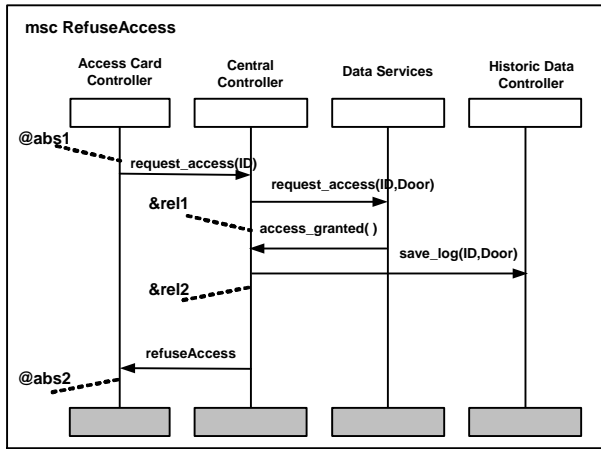 msc RefuseAccess
Access Card
Controller
Central
Controller
Data Services
Historic Data
Controller
@abs1
request_access(ID)
request_access(ID,Door)
&rel1
access_granted( )
save_log(ID,Door)
&rel2
refuseAccess
@abs2